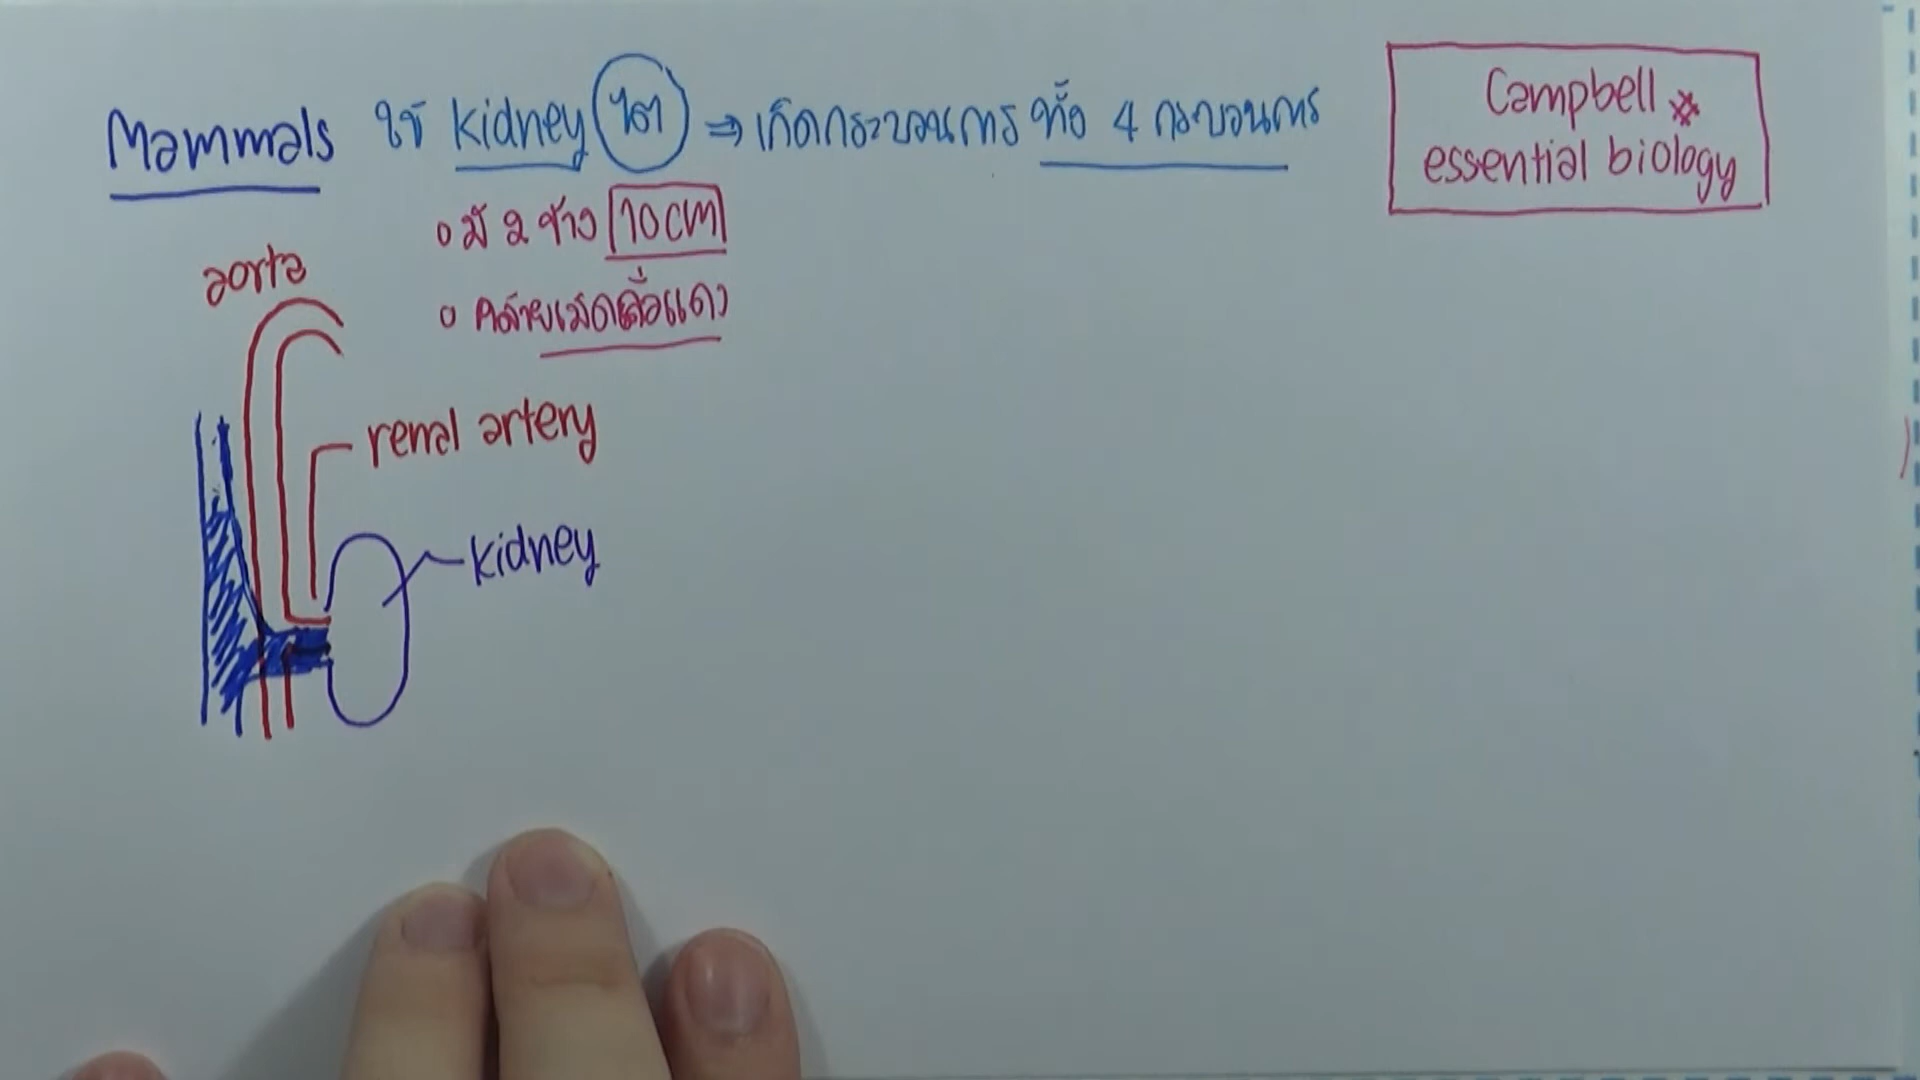 Mammals ใช้ kidney ไต ⇒ เกิดกระบวนการ ทั้ง 4 กระบวนการ
Campbell
essential biology
o มี 2 ข้าง 10 cm
o คล้ายเม็ดถั่วแดง
aorta
renal artery
kidney